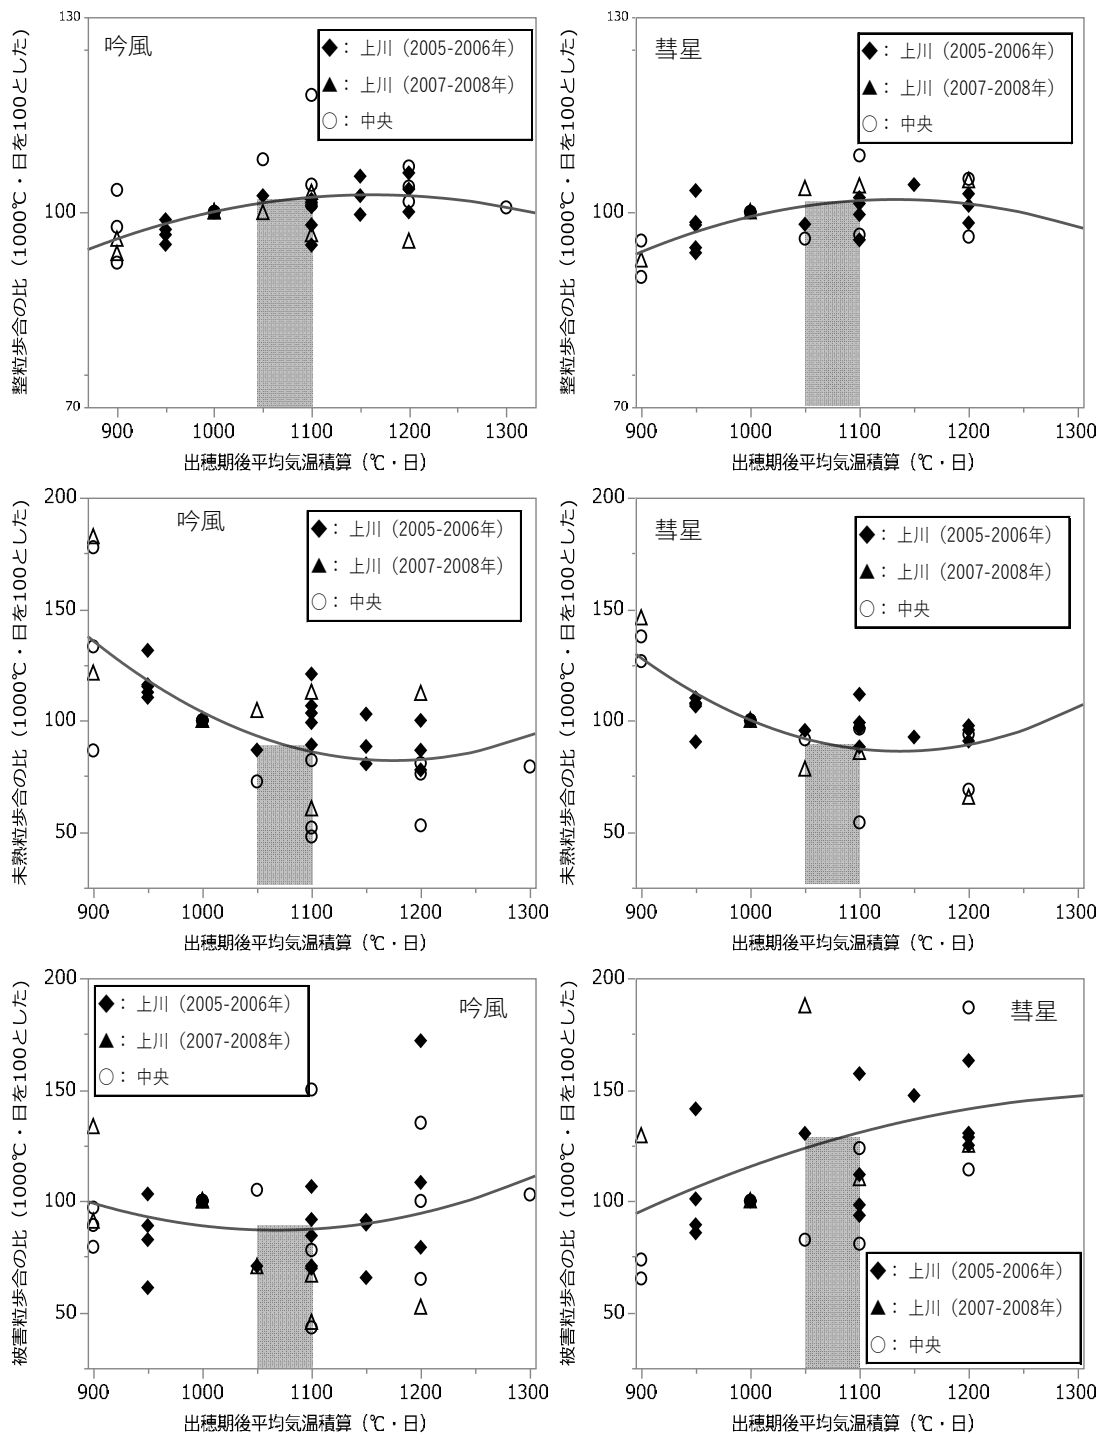 吟風
◆： 上川（2005-2006年）
▲： 上川（2007-2008年）
○： 中央
整粒歩合の比（1000℃・日を100とした）
130
100
70
900 1000 1100 1200 1300
出穂期後平均気温積算（℃・日）
彗星
◆： 上川（2005-2006年）
▲： 上川（2007-2008年）
○： 中央
整粒歩合の比（1000℃・日を100とした）
130
100
70
900 1000 1100 1200 1300
出穂期後平均気温積算（℃・日）
吟風
◆： 上川（2005-2006年）
▲： 上川（2007-2008年）
○： 中央
未熟粒歩合の比（1000℃・日を100とした）
200
150
100
50
900 1000 1100 1200 1300
出穂期後平均気温積算（℃・日）
彗星
◆： 上川（2005-2006年）
▲： 上川（2007-2008年）
○： 中央
未熟粒歩合の比（1000℃・日を100とした）
200
150
100
50
900 1000 1100 1200 1300
出穂期後平均気温積算（℃・日）
吟風
◆： 上川（2005-2006年）
▲： 上川（2007-2008年）
○： 中央
被害粒歩合の比（1000℃・日を100とした）
200
150
100
50
900 1000 1100 1200 1300
出穂期後平均気温積算（℃・日）
彗星
◆： 上川（2005-2006年）
▲： 上川（2007-2008年）
○： 中央
被害粒歩合の比（1000℃・日を100とした）
200
150
100
50
900 1000 1100 1200 1300
出穂期後平均気温積算（℃・日）